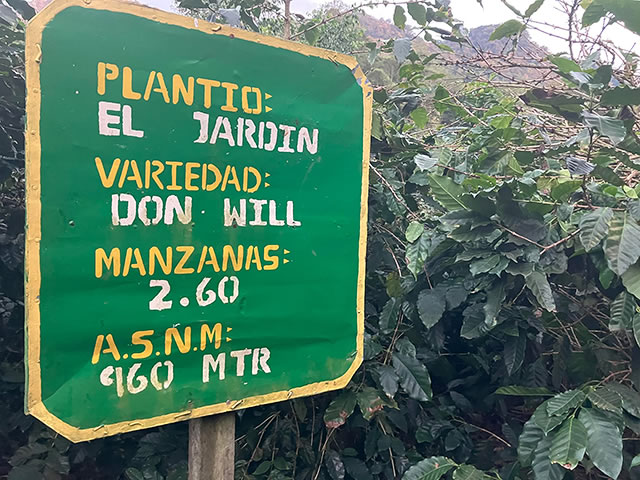 PLANTIO:
EL JARDIN
VARIEDAD:
DON WILL
MANZANAS:
2.60
A.S.N.M:
960 MTR